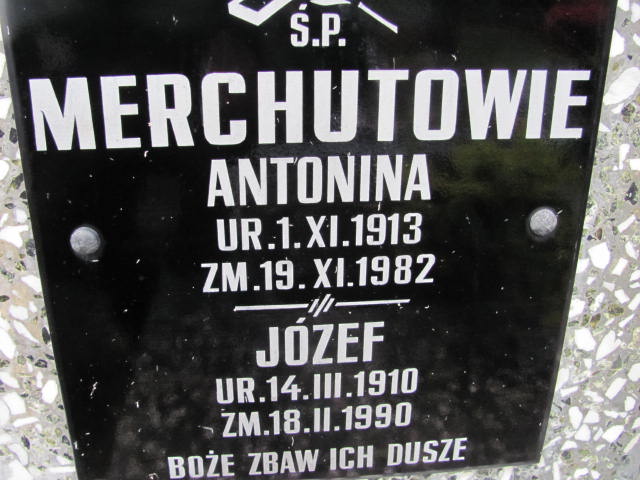 Ś.P.
MERCHUTOWIE
ANTONINA
UR.1.XI.1913
ZM.19.XI.1982
JÓZEF
UR.14.III.1910
ZM.18.II.1990
BOŻE ZBAW ICH DUSZE